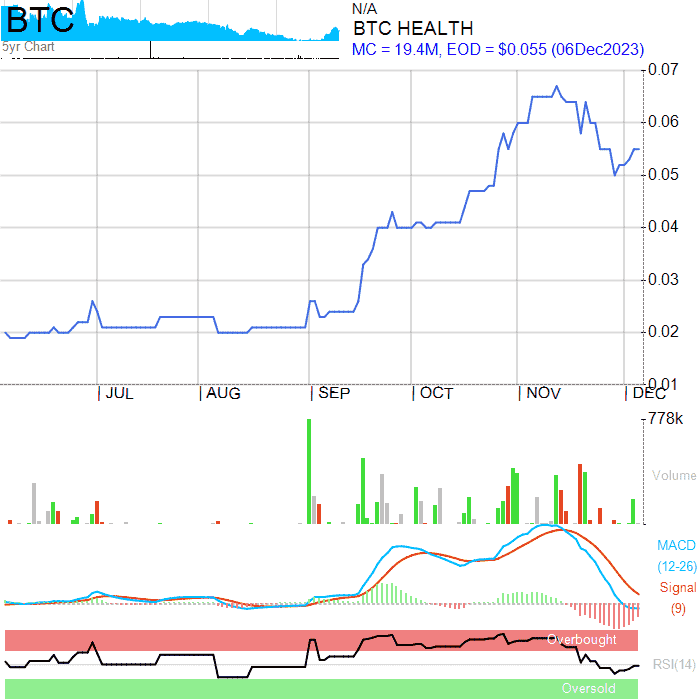 BTC
5yr Chart
N/A
BTC HEALTH
MC = 19.4M, EOD = $0.055 (06Dec2023)
0.07
0.06
0.05
0.04
0.03
0.02
0.01
JUL AUG SEP OCT NOV DEC
778k
Volume
MACD
(12-26)
Signal
(9)
Overbought
RSI(14)
Oversold